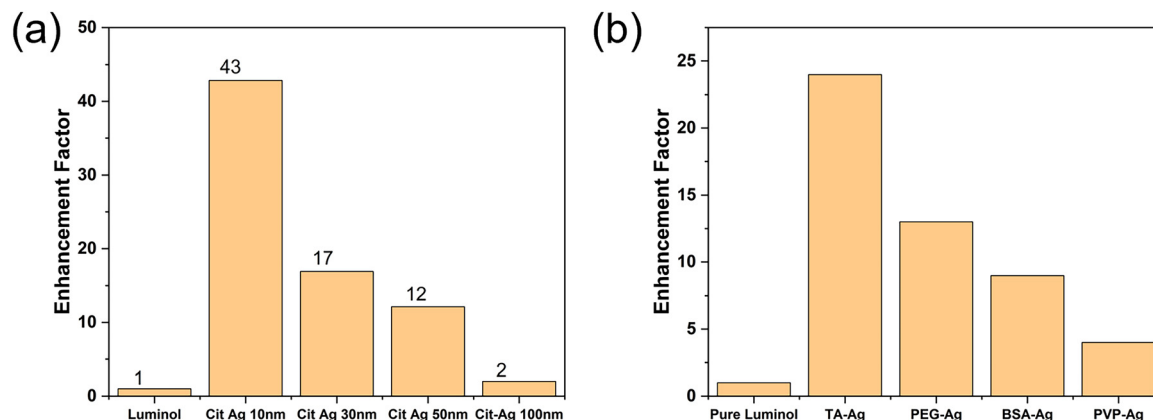 (a)
Enhancement Factor
50
40
30
20
10
0
1
43
17
12
2
Luminol Cit Ag 10nm Cit Ag 30nm Cit Ag 50nm Cit-Ag 100nm
(b)
Enhancement Factor
25
20
15
10
5
0
Pure Luminol TA-Ag PEG-Ag BSA-Ag PVP-Ag